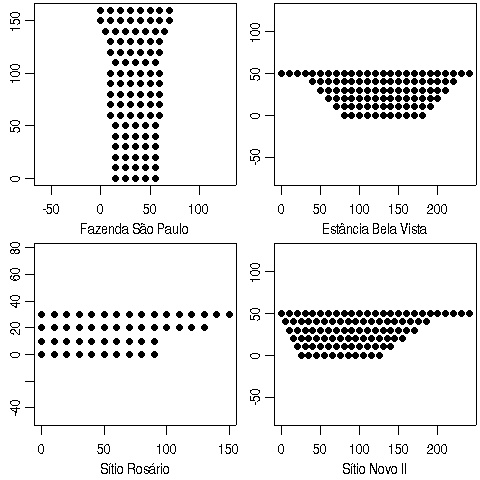 0 50 100 150
-50 0 50 100
Fazenda São Paulo
-50 0 50 100
0 50 100 150 200
Estância Bela Vista
-40 0 20 40 60 80
0 50 100 150
Sítio Rosário
-50 0 50 100
0 50 100 150 200
Sítio Novo II